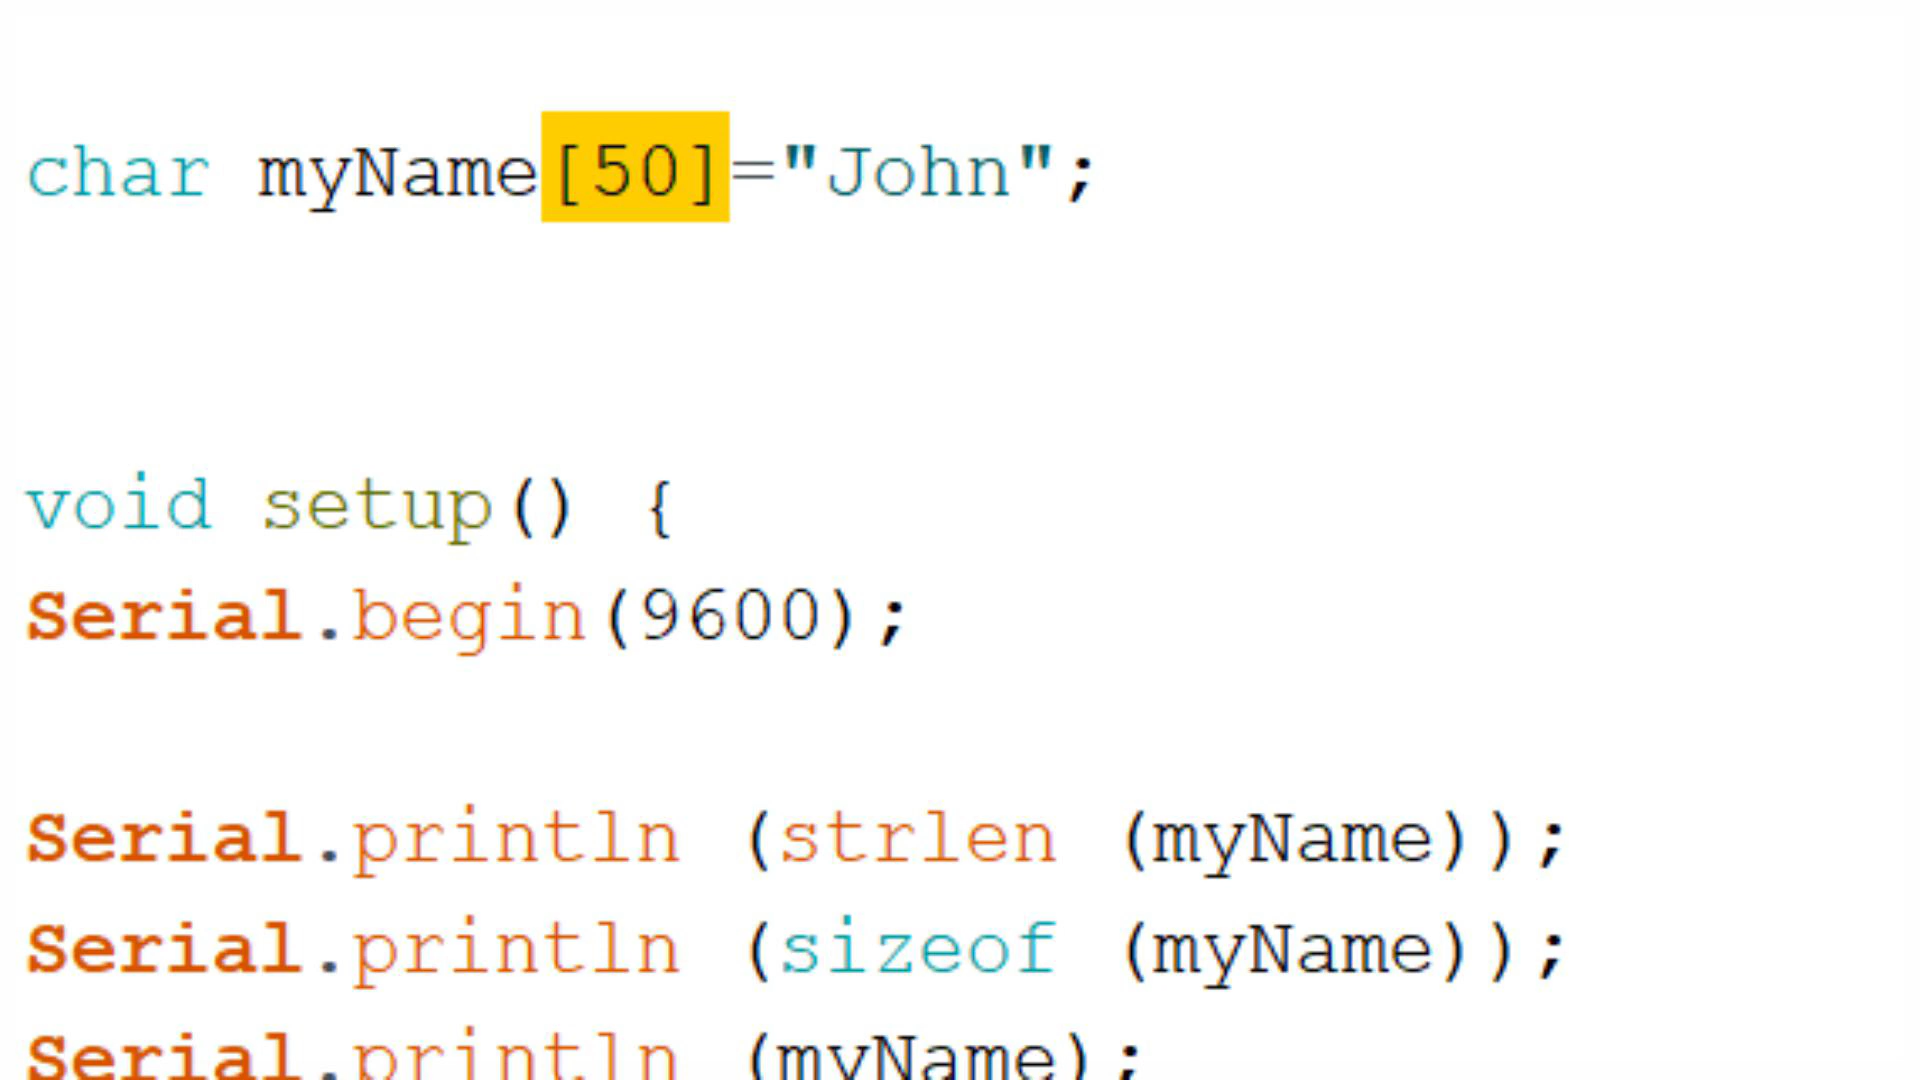 char myName[50]="John";
void setup() {
Serial.begin(9600);
Serial.println (strlen (myName));
Serial.println (sizeof (myName));
Serial.println (myName);